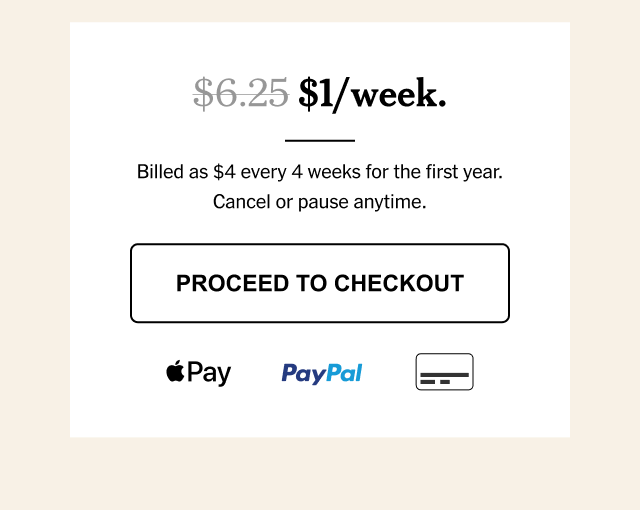 $6.25 $1/week.
Billed as $4 every 4 weeks for the first year.
Cancel or pause anytime.
PROCEED TO CHECKOUT
Pay PayPal